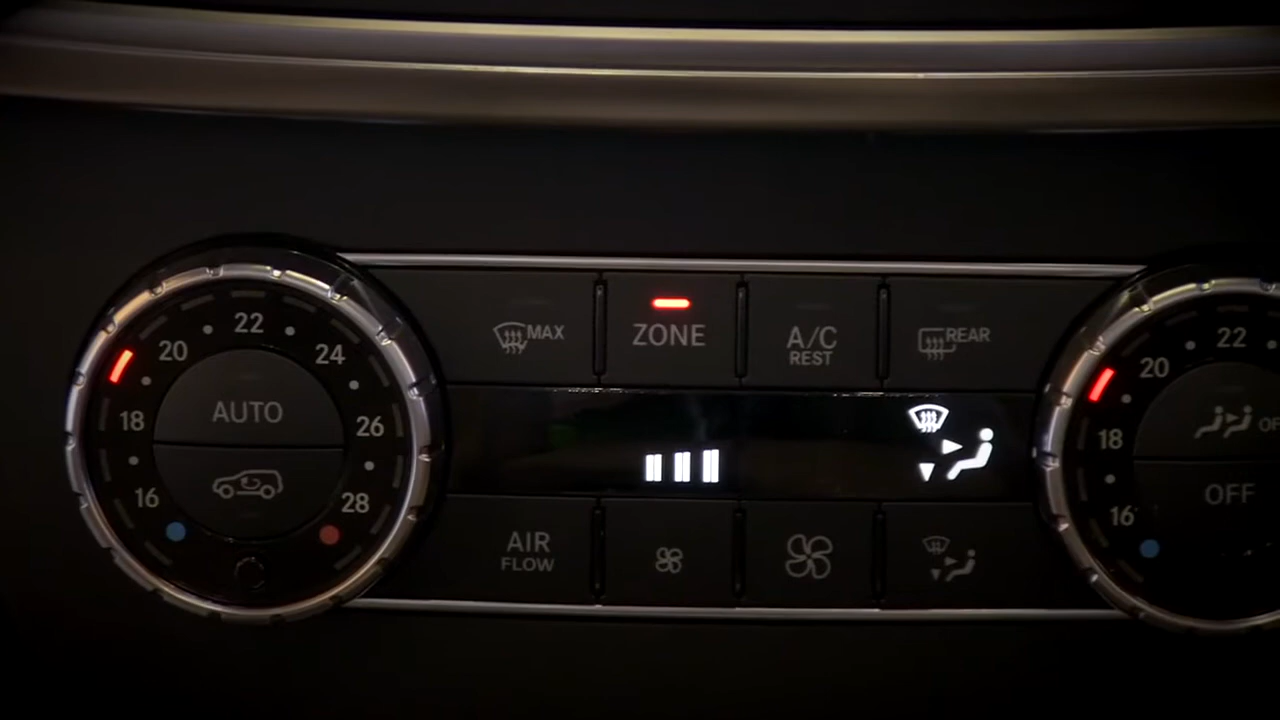 22
20
24
18
26
16
28
AUTO
MAX
ZONE
A/C
REST
REAR
AIR
FLOW
22
20
18
16
OFF